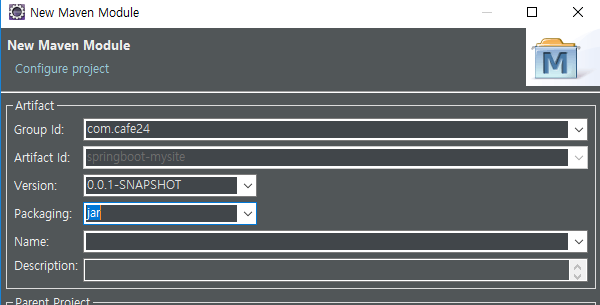 New Maven Module
New Maven Module
Configure project
M
Artifact
Group Id: com.cafe24
Artifact Id: springboot-mysite
Version: 0.0.1-SNAPSHOT
Packaging: jar
Name:
Description:
Parent Project